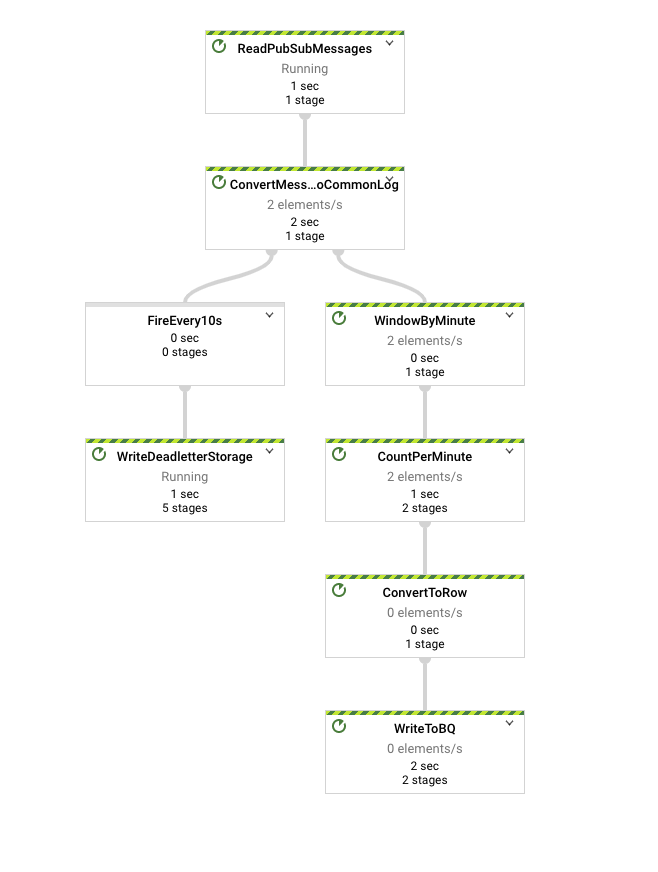 ReadPubSubMessages
Running
1 sec
1 stage
ConvertMess...oCommonLog
2 elements/s
2 sec
1 stage
FireEvery10s
0 sec
0 stages
WindowByMinute
2 elements/s
0 sec
1 stage
WriteDeadletterStorage
Running
1 sec
5 stages
CountPerMinute
2 elements/s
1 sec
2 stages
ConvertToRow
0 elements/s
0 sec
1 stage
WriteToBQ
0 elements/s
2 sec
2 stages